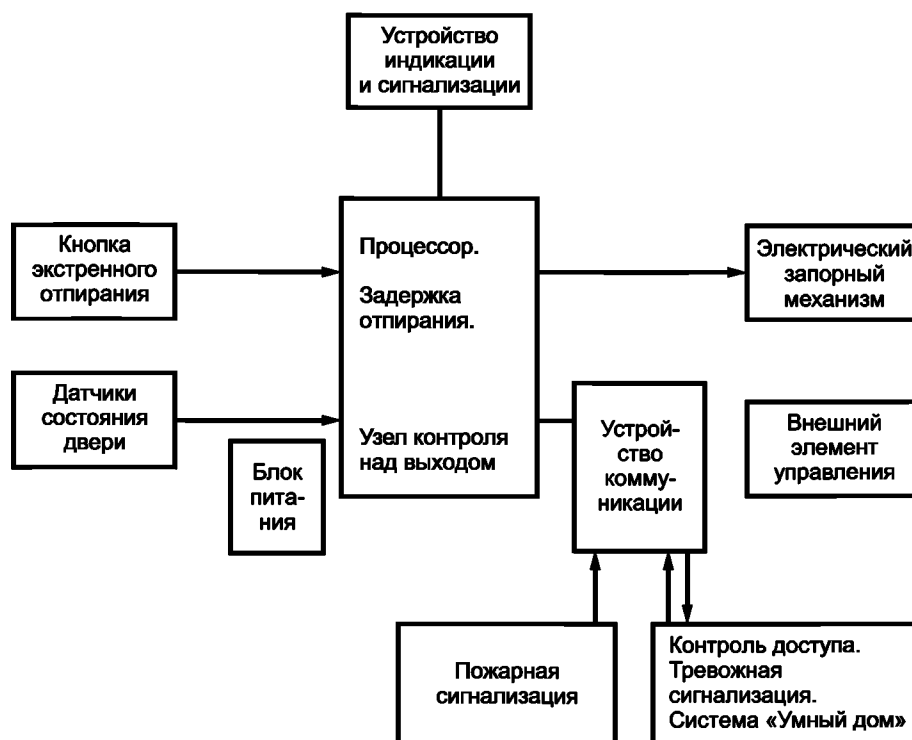 Устройство
индикации
и сигнализации
Кнопка
экстренного
отпирания
Процессор.
Задержка
отпирания.
Узел контроля
над выходом
Электрический
запорный
механизм
Датчики
состояния
двери
Блок
пита-
ния
Устрой-
ство
комму-
никации
Внешний
элемент
управления
Пожарная
сигнализация
Контроль доступа.
Тревожная
сигнализация.
Система «Умный дом»